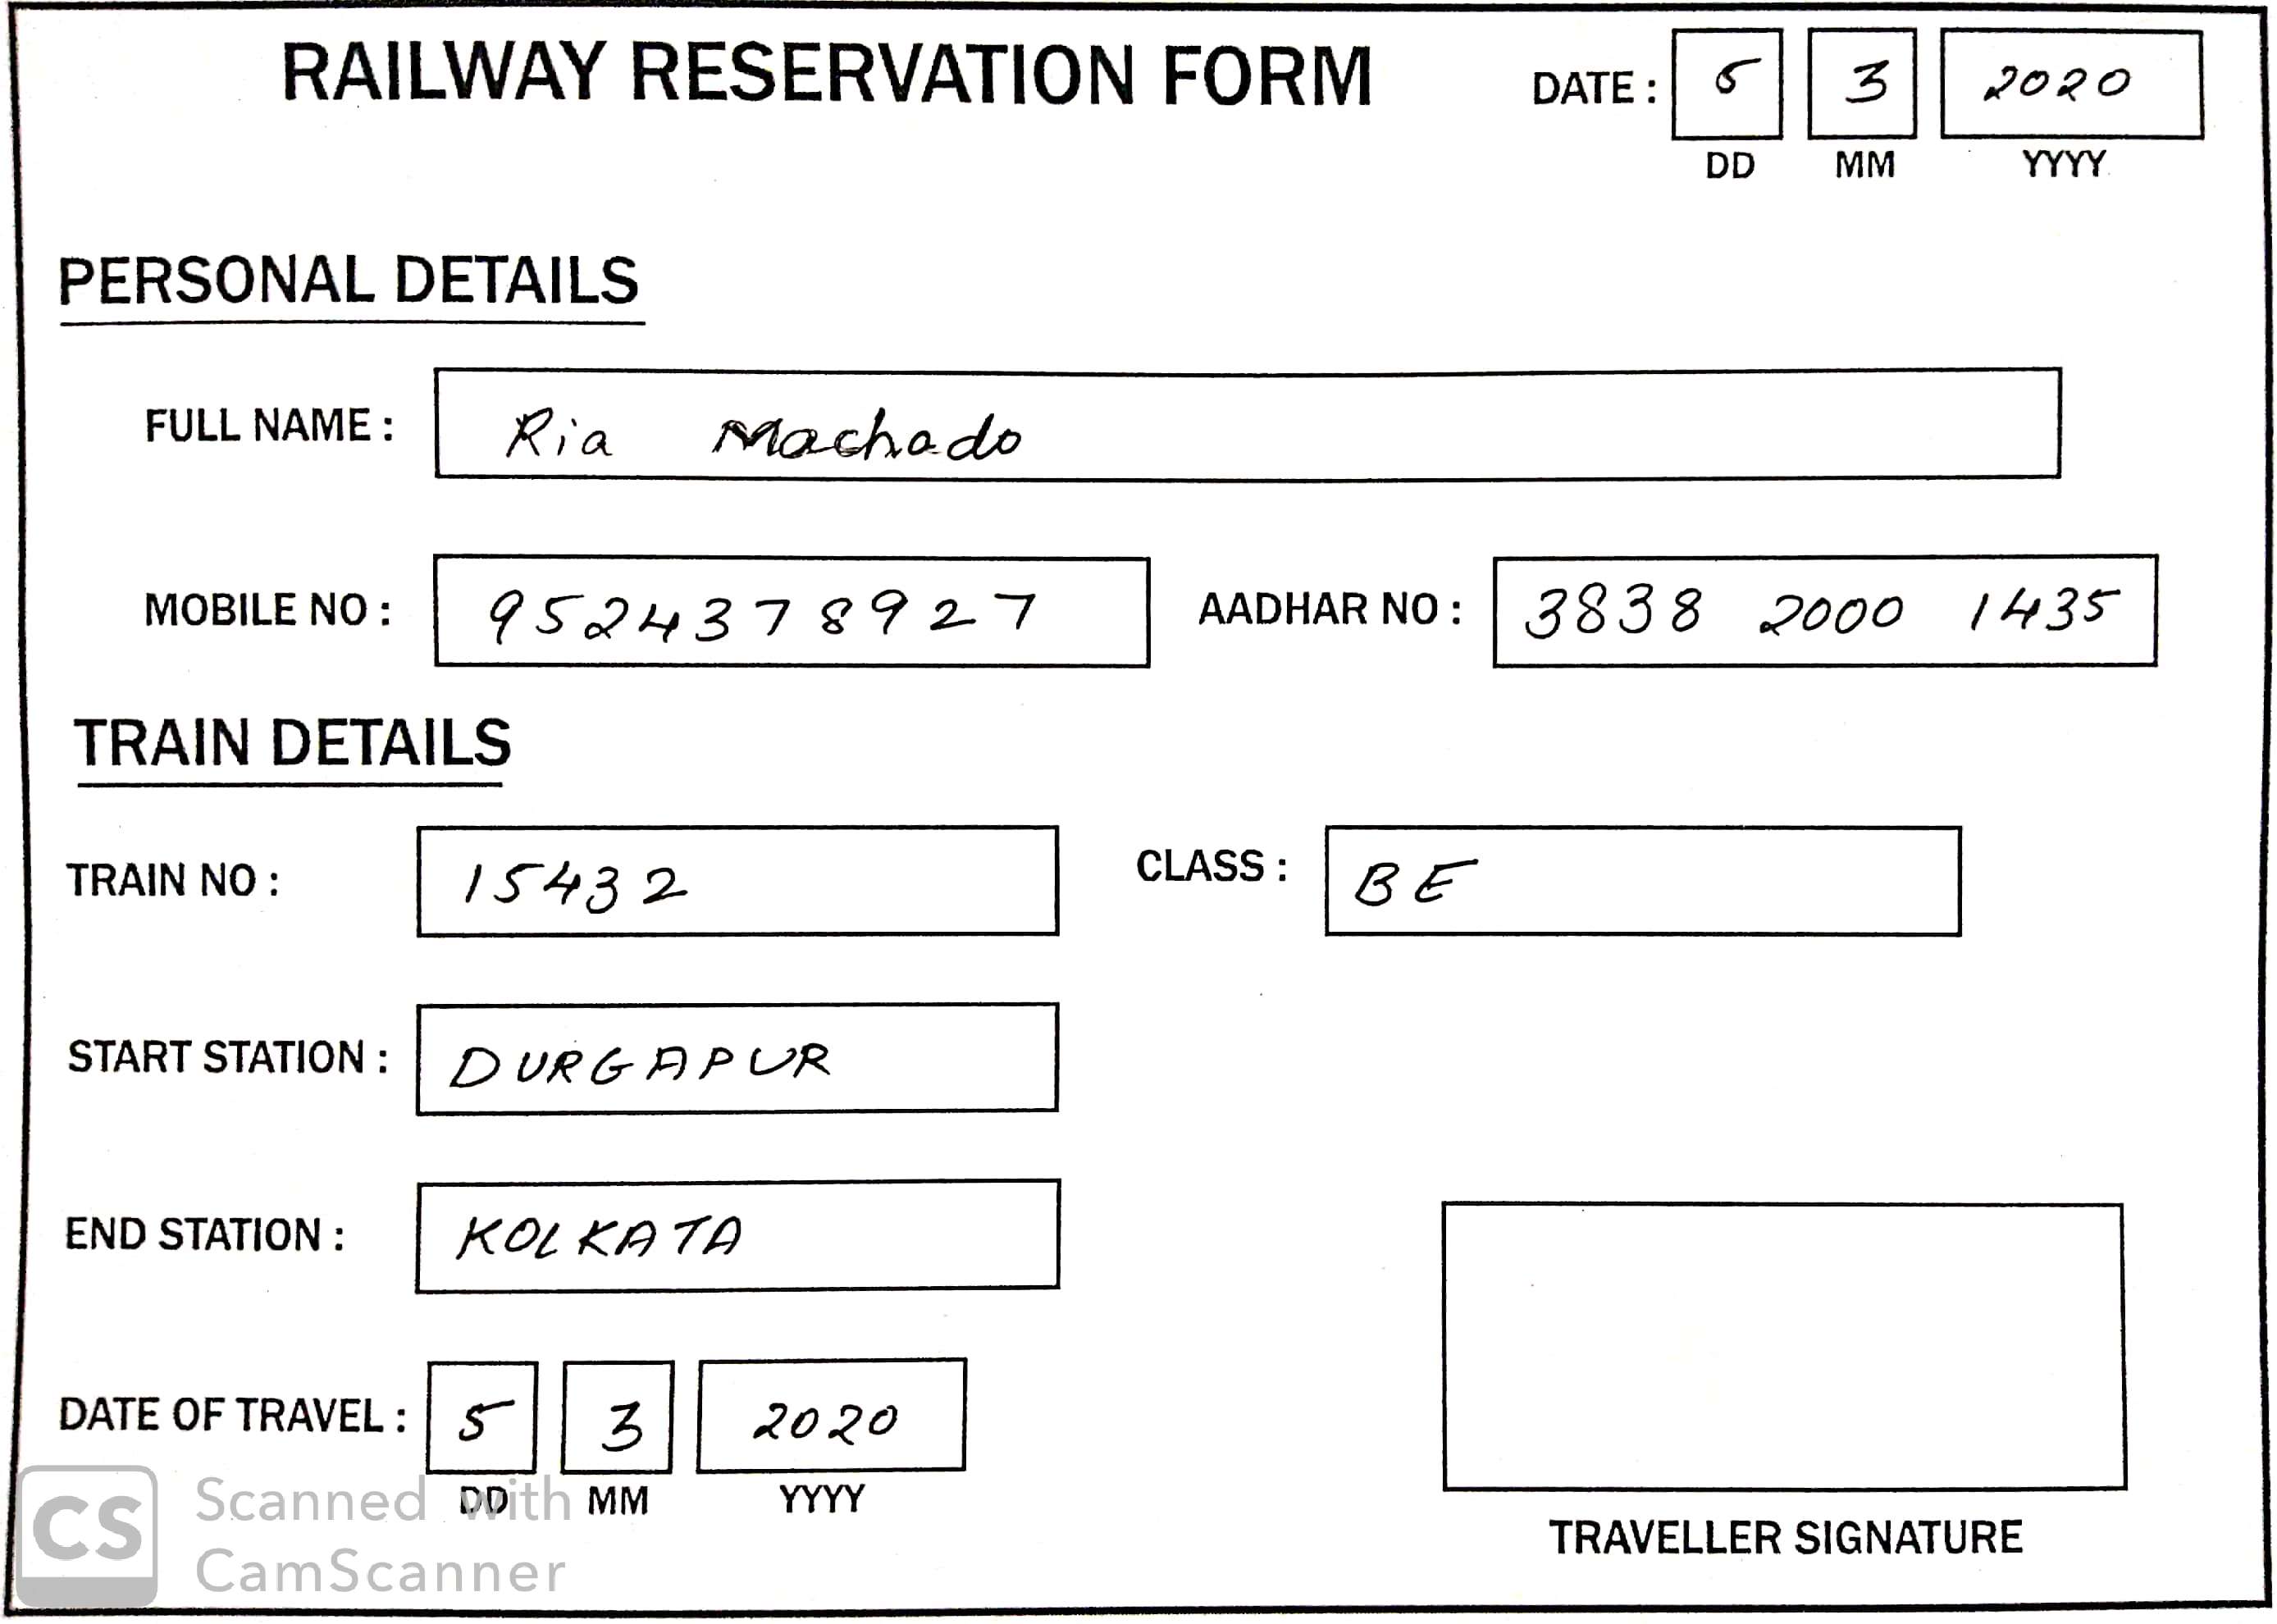 RAILWAY RESERVATION FORM DATE : 5 3 2020
DD MM YYYY
PERSONAL DETAILS
FULL NAME : Ria Machado
MOBILE NO : 9524378927 AADHAR NO : 3838 2000 1435
TRAIN DETAILS
TRAIN NO : 15432 CLASS : BE
START STATION : DURGAPUR
END STATION : KOLKATA
DATE OF TRAVEL : 5 3 2020
DD MM YYYY
TRAVELLER SIGNATURE
CS Scanned with
CamScanner